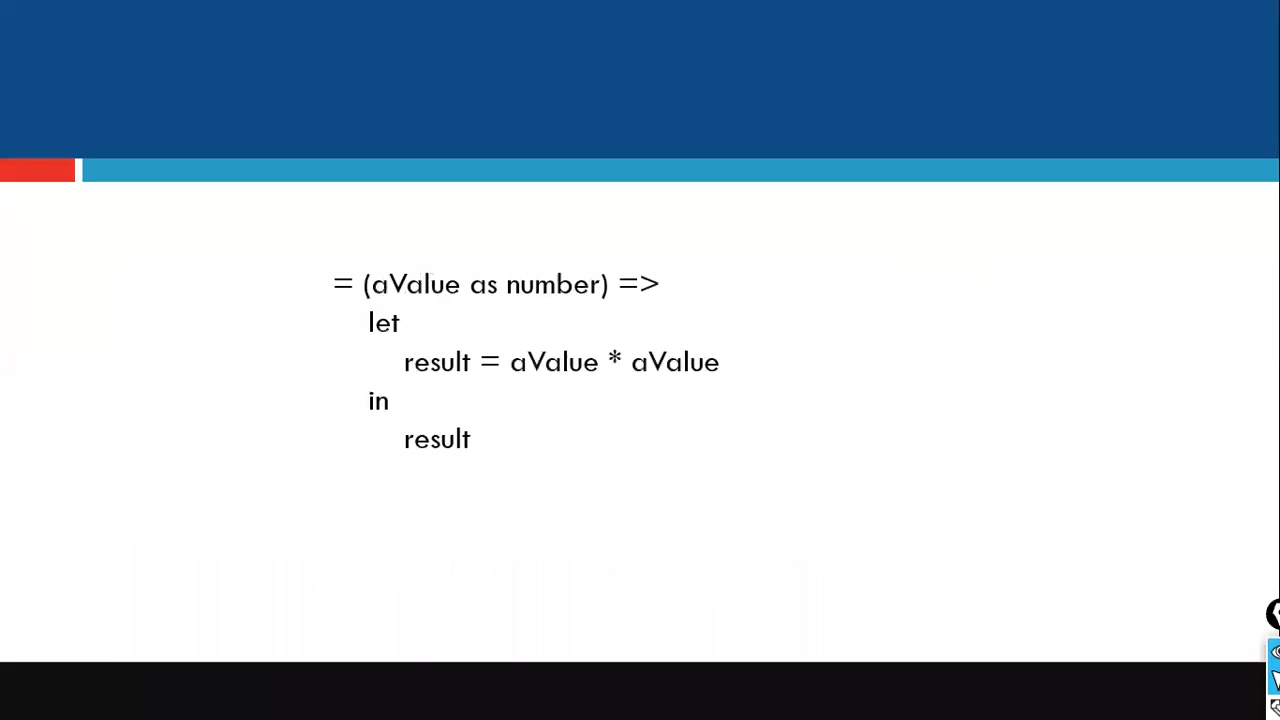 = (aValue as number) =>
let
result = aValue * aValue
in
result